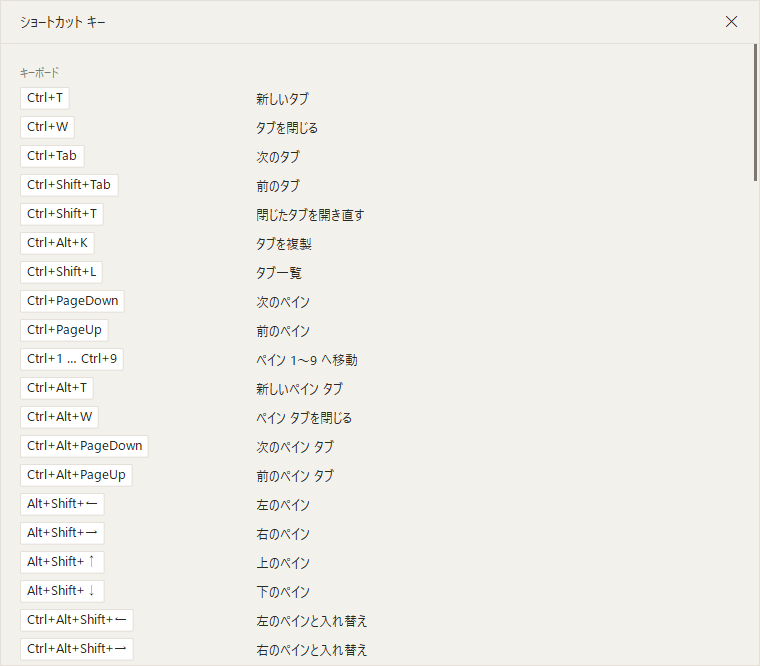 ショートカット キー
キーボード
Ctrl+T 新しいタブ
Ctrl+W タブを閉じる
Ctrl+Tab 次のタブ
Ctrl+Shift+Tab 前のタブ
Ctrl+Shift+T 閉じたタブを開き直す
Ctrl+Alt+K タブを複製
Ctrl+Shift+L タブ一覧
Ctrl+PageDown 次のペイン
Ctrl+PageUp 前のペイン
Ctrl+1 ... Ctrl+9 ペイン 1～9 へ移動
Ctrl+Alt+T 新しいペイン タブ
Ctrl+Alt+W ペイン タブを閉じる
Ctrl+Alt+PageDown 次のペイン タブ
Ctrl+Alt+PageUp 前のペイン タブ
Alt+Shift+← 左のペイン
Alt+Shift+→ 右のペイン
Alt+Shift+↑ 上のペイン
Alt+Shift+↓ 下のペイン
Ctrl+Alt+Shift+← 左のペインと入れ替え
Ctrl+Alt+Shift+→ 右のペインと入れ替え